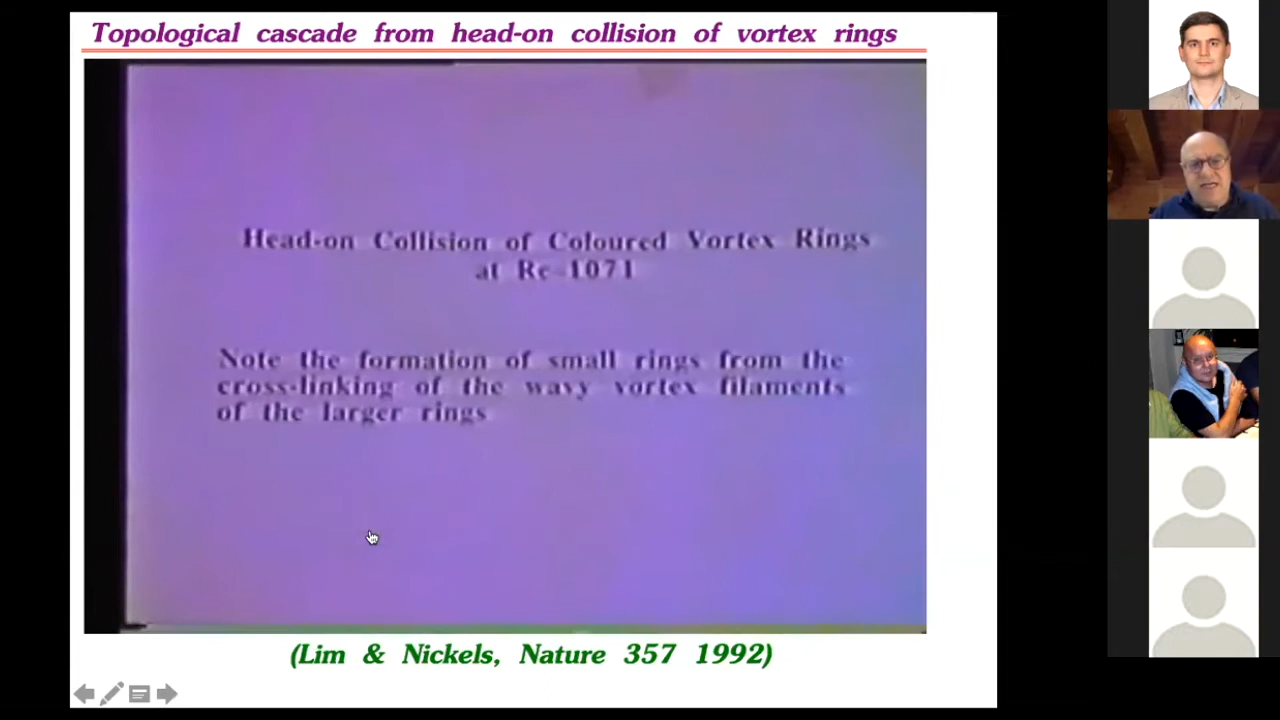 Topological cascade from head-on collision of vortex rings
Head-on Collision of Coloured Vortex Rings
at Re=1071
Note the formation of small rings from the
cross-linking of the wavy vortex filaments
of the larger rings
(Lim & Nickels, Nature 357 1992)